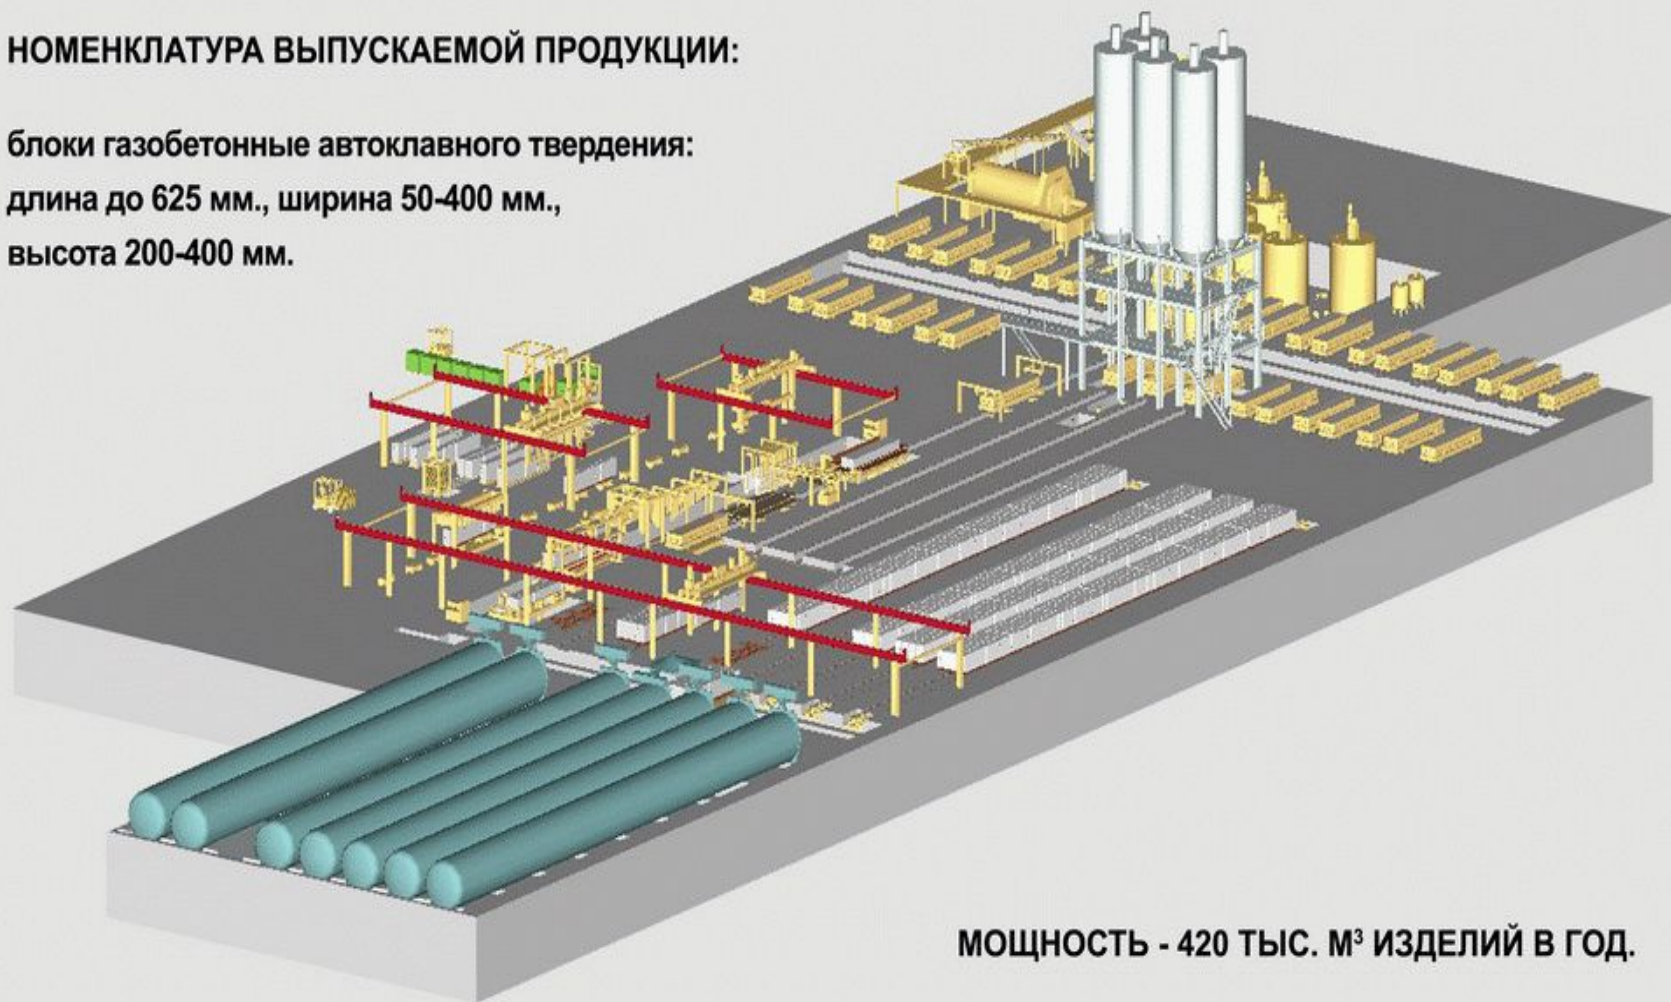 НОМЕНКЛАТУРА ВЫПУСКАЕМОЙ ПРОДУКЦИИ:
блоки газобетонные автоклавного твердения:
длина до 625 мм., ширина 50-400 мм.,
высота 200-400 мм.
МОЩНОСТЬ - 420 ТЫС. М³ ИЗДЕЛИЙ В ГОД.